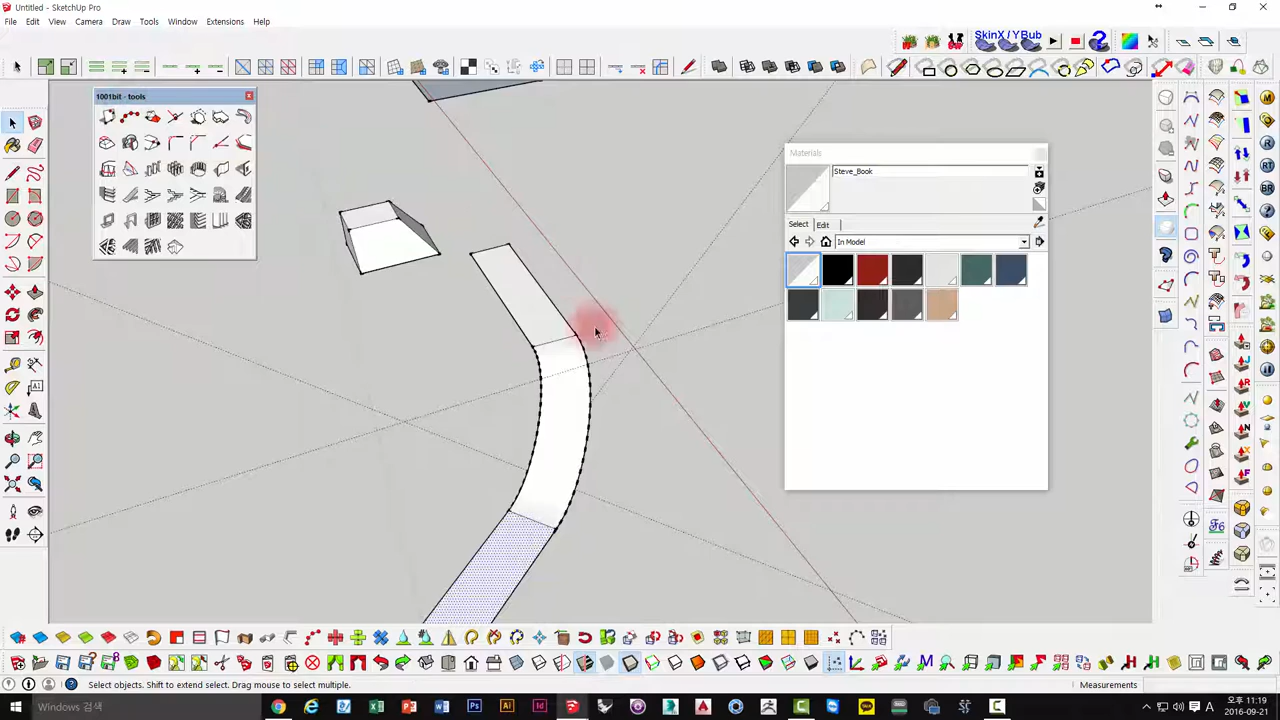 Untitled - SketchUp Pro
File Edit View Camera Draw Tools Window Extensions Help
SkinX / YBub
1001bit - tools
Materials
Steve_Book
Select Edit
In Model
Select objects. Shift to extend select. Drag mouse to select multiple.
Measurements
Windows 검색
오후 11:19
2016-09-21